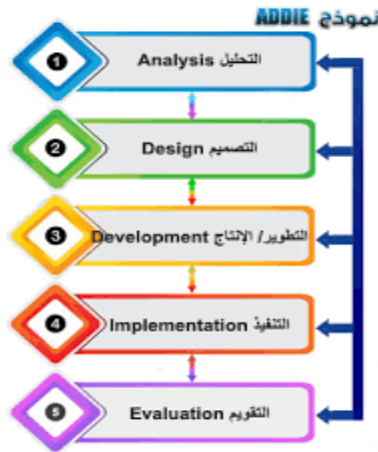 نموذج ADDIE
1 التحليل Analysis
2 التصميم Design
3 التطوير/ الإنتاج Development
4 التنفيذ Implementation
5 التقويم Evaluation